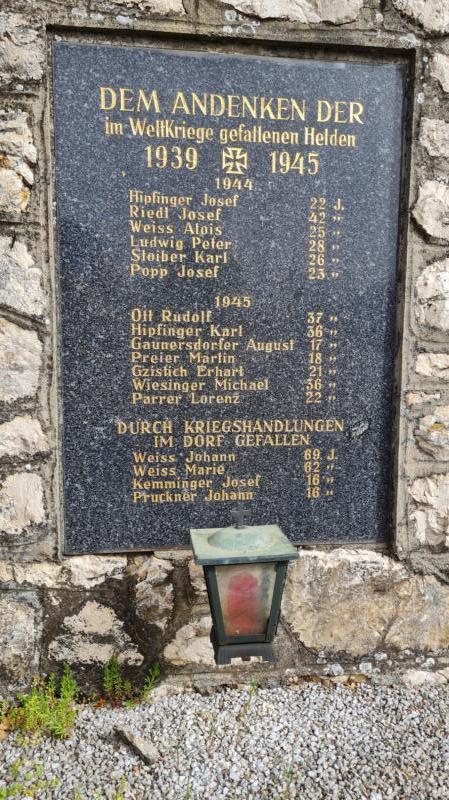 DEM ANDENKEN DER
im Weltkriege gefallenen Helden
1939 1945
1944
Hipfinger Josef 22 J.
Riedl Josef 42 "
Weiss Alois 25 "
Ludwig Peter 28 "
Stoiber Karl 26 "
Popp Josef 23 "
1945
Ott Rudolf 37 "
Hipfinger Karl 36 "
Gaunersdorfer August 17 "
Preier Martin 18 "
Gzistich Erhart 21 "
Wiesinger Michael 36 "
Parrer Lorenz 22 "
DURCH KRIEGSHANDLUNGEN
IM DORF GEFALLEN
Weiss Johann 69 J.
Weiss Marie 62 "
Kemminger Josef 16 "
Pruckner Johann 16 "